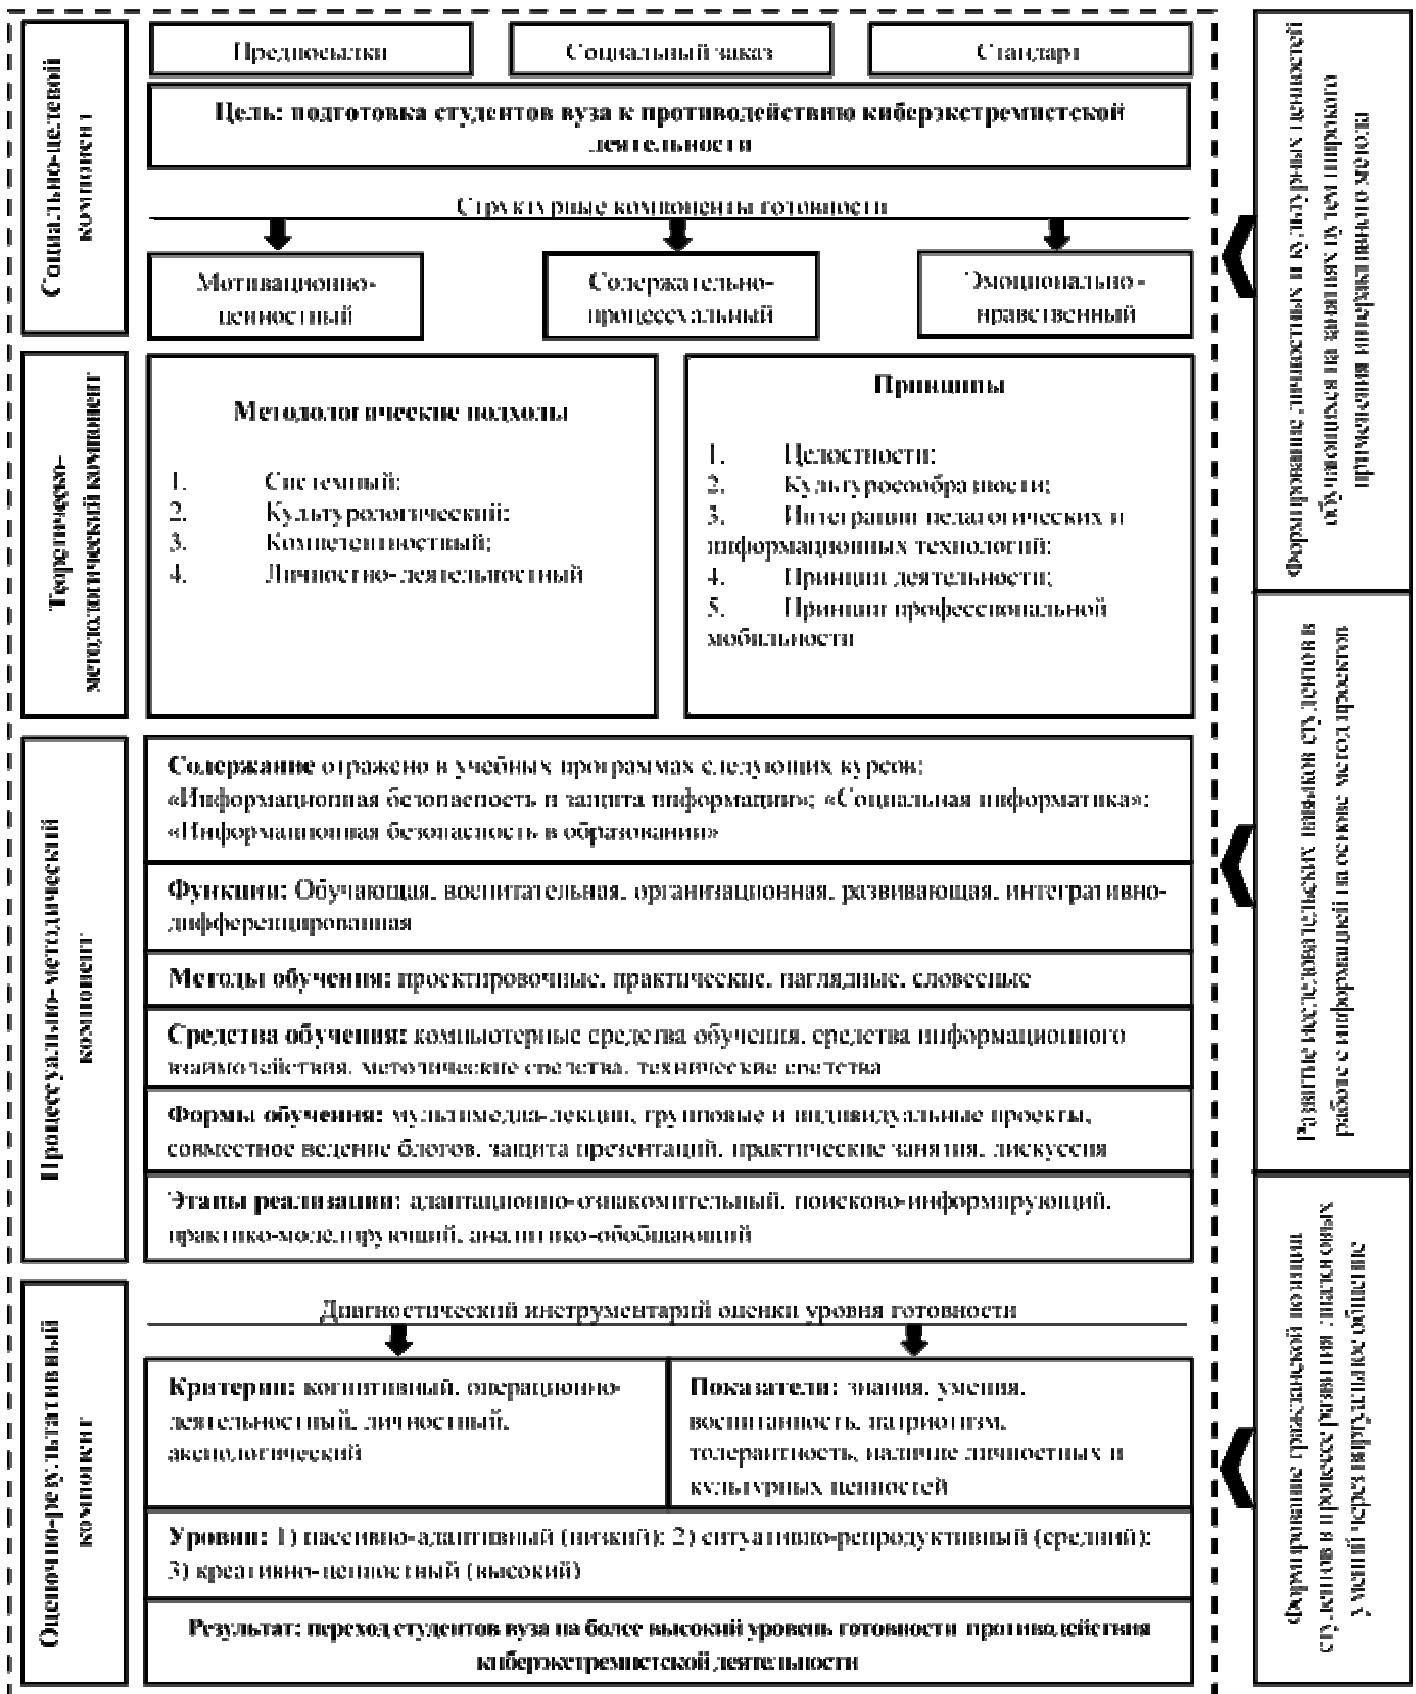 Социально-целевой
компонент
Предпосылки
Социальный заказ
Стандарт
Цель: подготовка студентов вуза к противодействию киберэкстремистской
деятельности
Структурные компоненты готовности
Мотивационно-
ценностный
Содержательно-
процессуальный
Эмоционально-
нравственный
Теоретическо-
методологический компонент
Методологические подходы
1. Системный;
2. Культурологический;
3. Компетентностный;
4. Личностно-деятельностный
Принципы
1. Целостности;
2. Культуросообразности;
3. Интеграции педагогических и
информационных технологий;
4. Принцип деятельности;
5. Принцип профессиональной
мобильности
Процессуально-методический
компонент
Содержание отражено в учебных программах следующих курсов:
«Информационная безопасность и защита информации»; «Социальная информатика»;
«Информационная безопасность в образовании»
Функции: Обучающая, воспитательная, организационная, развивающая, интегративно-
дифференцированная
Методы обучения: проектировочные, практические, наглядные, словесные
Средства обучения: компьютерные средства обучения, средства информационного
взаимодействия, методические средства, технические средства
Формы обучения: мультимедиа-лекции, групповые и индивидуальные проекты,
совместное ведение блогов, защита презентаций, практические занятия, дискуссия
Этапы реализации: адаптационно-ознакомительный, поисково-информирующий,
практико-моделирующий, аналитико-обобщающий
Оценочно-результативный
компонент
Диагностический инструментарий оценки уровня готовности
Критерии: когнитивный, операционно-
деятельностный, личностный,
аксиологический
Показатели: знания, умения,
воспитанность, патриотизм,
толерантность, наличие личностных и
культурных ценностей
Уровни: 1) пассивно-адаптивный (низкий); 2) ситуативно-репродуктивный (средний);
3) креативно-ценностный (высокий)
Результат: переход студентов вуза на более высокий уровень готовности противодействия
киберэкстремистской деятельности
Формирование личностных и культурных ценностей
обучающихся на занятиях путем широкого
применения интерактивного метода
Развитие исследовательских навыков студентов в
работе с информацией на основе метод проектов
Формирование гражданской позиции
студентов в процессе развития диалоговых
умений через виртуальное общение